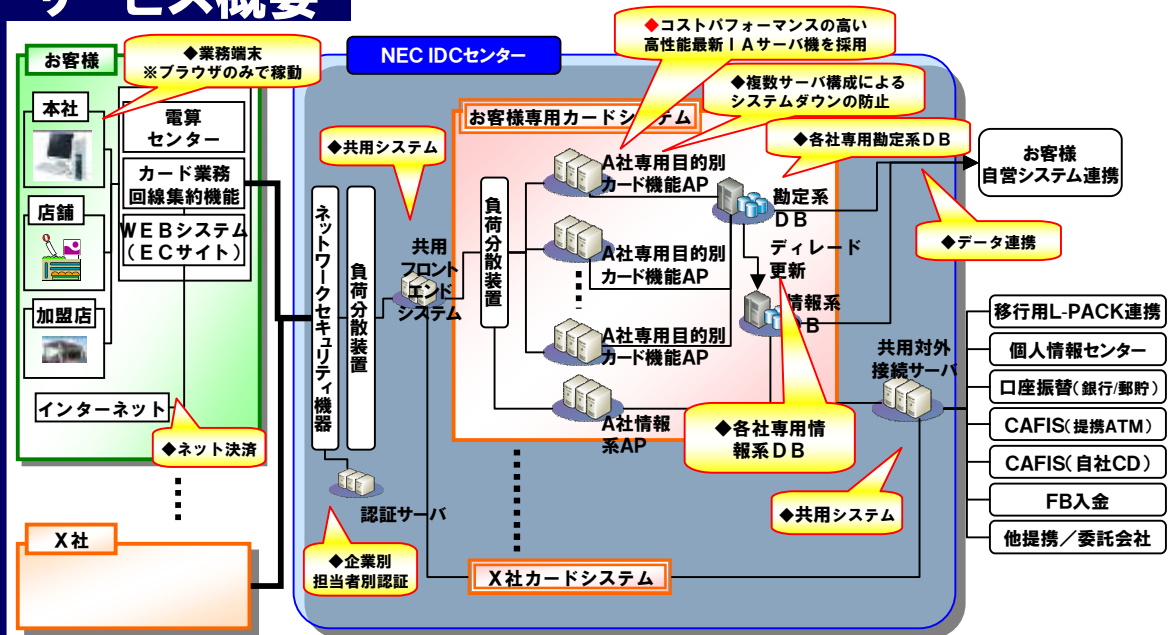 サービス概要
お客様
◆業務端末
※ブラウザのみで稼動
本社
店舗
加盟店
電算
センター
カード業務
回線集約機能
WEBシステム
(ECサイト)
インターネット
◆ネット決済
X社
NEC IDCセンター
ネットワークセキュリティ機器
負荷分散装置
認証サーバ
◆企業別
担当者別認証
◆共用システム
共用
フロント
エンド
システム
お客様専用カードシステム
◆コストパフォーマンスの高い
高性能最新IAサーバ機を採用
◆複数サーバ構成による
システムダウンの防止
負荷分散装置
A社専用目的別
カード機能AP
A社専用目的別
カード機能AP
A社専用目的別
カード機能AP
A社情報
系AP
◆各社専用勘定系DB
勘定系
DB
ディレード
更新
情報系
DB
◆各社専用情
報系DB
X社カードシステム
◆データ連携
お客様
自営システム連携
共用対外
接続サーバ
◆共用システム
移行用L-PACK連携
個人情報センター
口座振替(銀行/郵貯)
CAFIS(提携ATM)
CAFIS(自社CD)
FB入金
他提携/委託会社